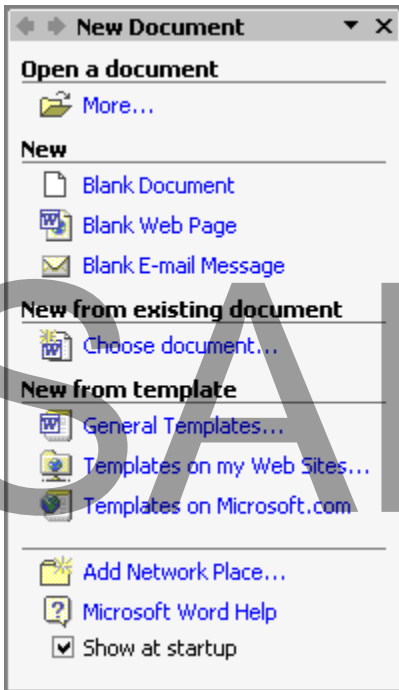 New Document
Open a document
More...
New
Blank Document
Blank Web Page
Blank E-mail Message
New from existing document
Choose document...
New from template
General Templates...
Templates on my Web Sites...
Templates on Microsoft.com
Add Network Place...
Microsoft Word Help
Show at startup